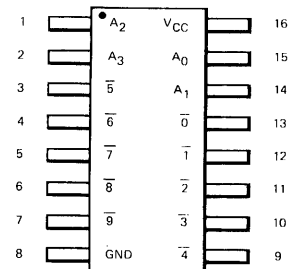 1 A₂ V_CC 16
2 A₃ A₀ 15
3 5̅ A₁ 14
4 6̅ 0̅ 13
5 7̅ 1̅ 12
6 8̅ 2̅ 11
7 9̅ 3̅ 10
8 GND 4̅ 9